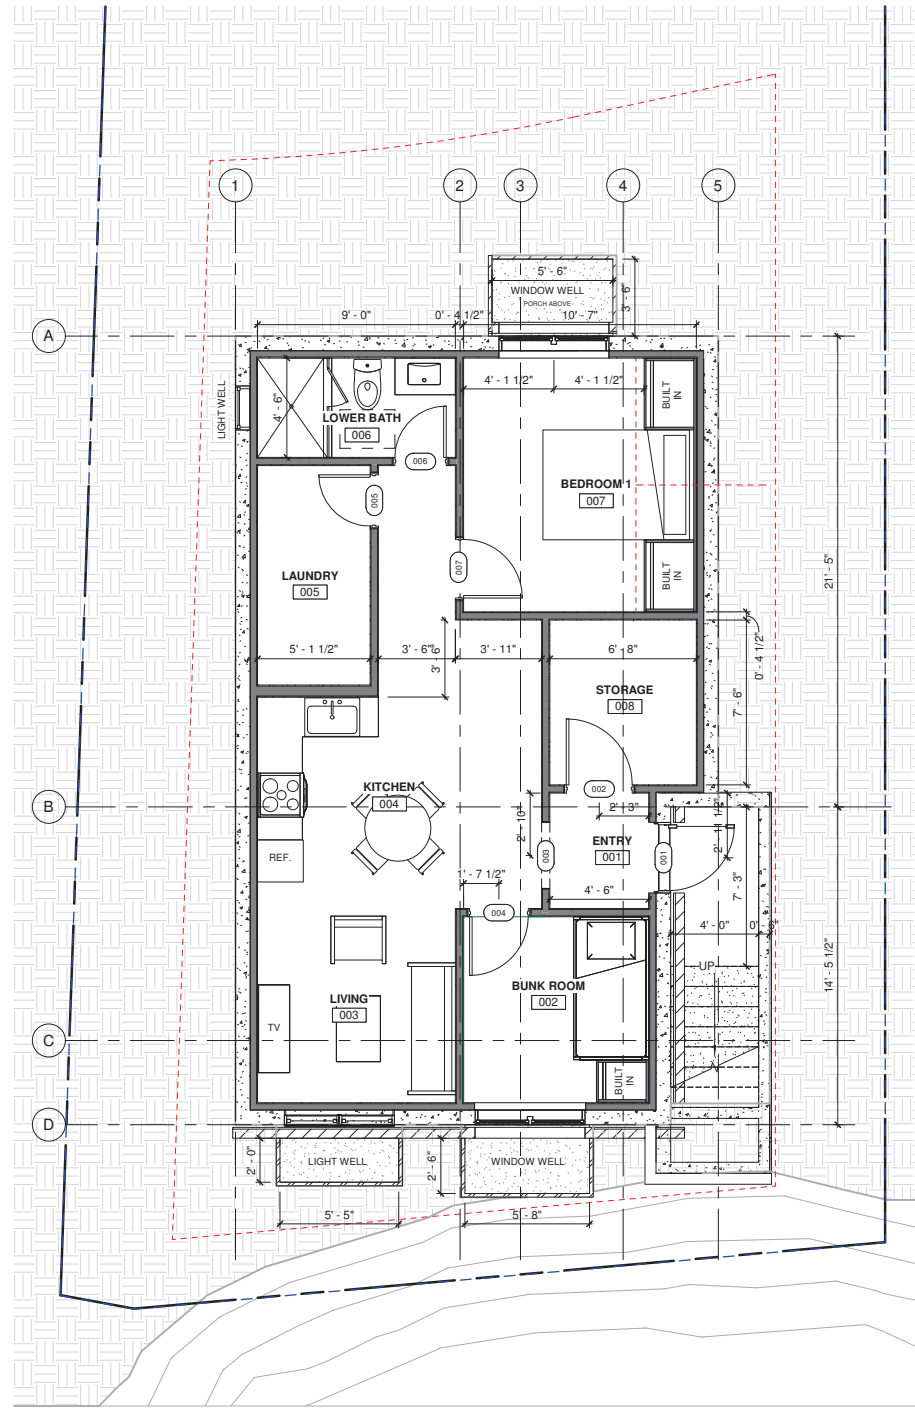 1
2
3
4
5
5' - 6"
WINDOW WELL
PORCH ABOVE
3' - 6"
9' - 0"
0' - 4 1/2"
10' - 7"
A
LIGHT WELL
4' - 6"
LOWER BATH
006
006
4' - 1 1/2"
4' - 1 1/2"
BUILT
IN
BEDROOM 1
007
005
007
BUILT
IN
LAUNDRY
005
21' - 5"
5' - 1 1/2"
3' - 6"
3' - 6"
3' - 11"
6' - 8"
0' - 4 1/2"
STORAGE
008
7' - 6"
KITCHEN
004
002
2' - 3"
B
2' - 10"
ENTRY
001
003
001
2' - 11 1/2"
REF.
1' - 7 1/2"
4' - 6"
7' - 3"
004
4' - 0"
0' - 6"
UP
14' - 5 1/2"
BUNK ROOM
002
LIVING
003
TV
C
BUILT
IN
D
2' - 0"
LIGHT WELL
2' - 6"
WINDOW WELL
5' - 5"
5' - 8"